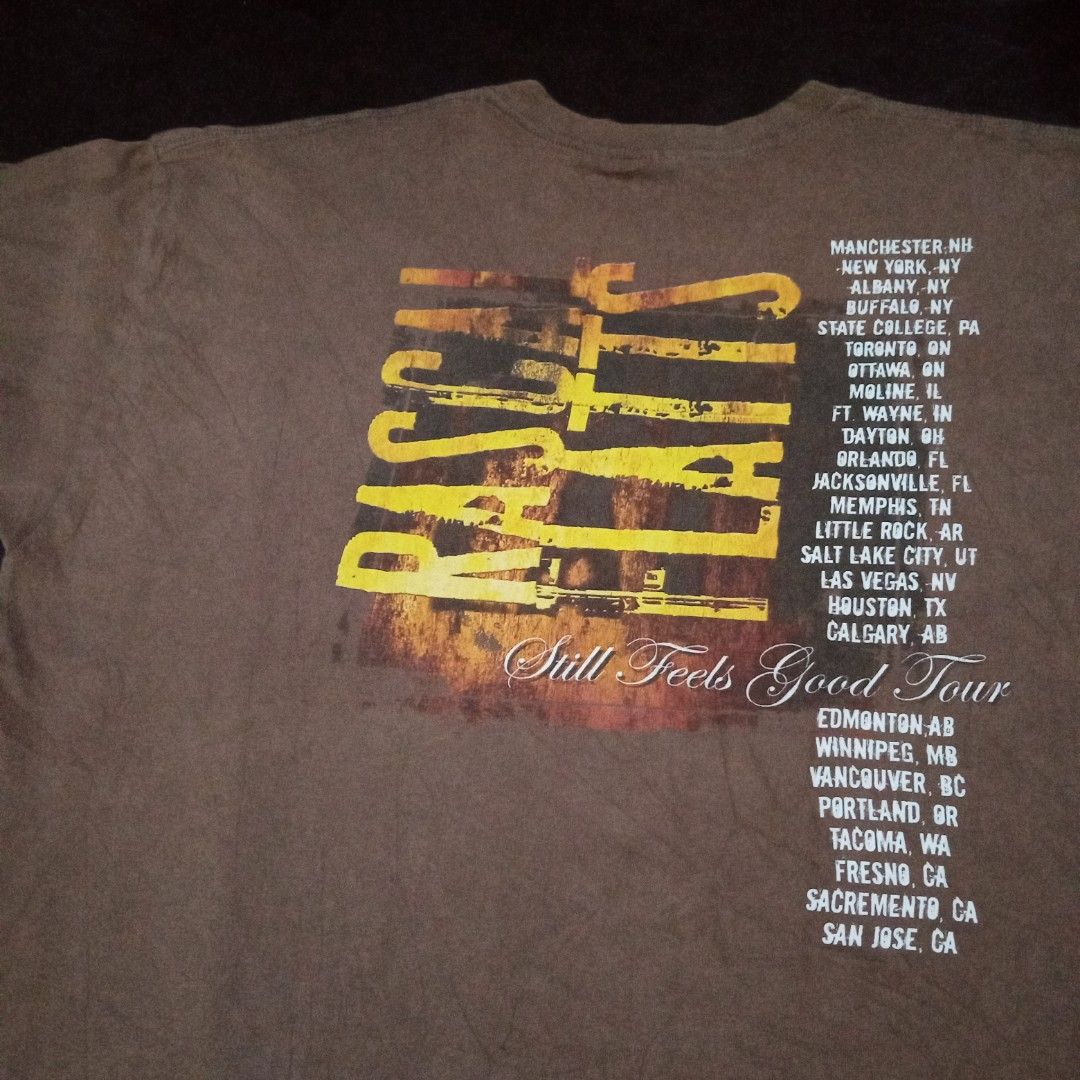 RASCAL
FLATTS
MANCHESTER, NH
NEW YORK, NY
ALBANY, NY
BUFFALO, NY
STATE COLLEGE, PA
TORONTO, ON
OTTAWA, ON
MOLINE, IL
FT. WAYNE, IN
DAYTON, OH
ORLANDO, FL
JACKSONVILLE, FL
MEMPHIS, TN
LITTLE ROCK, AR
SALT LAKE CITY, UT
LAS VEGAS, NV
HOUSTON, TX
CALGARY, AB
Still Feels Good Tour
EDMONTON, AB
WINNIPEG, MB
VANCOUVER, BC
PORTLAND, OR
TACOMA, WA
FRESNO, CA
SACREMENTO, CA
SAN JOSE, CA